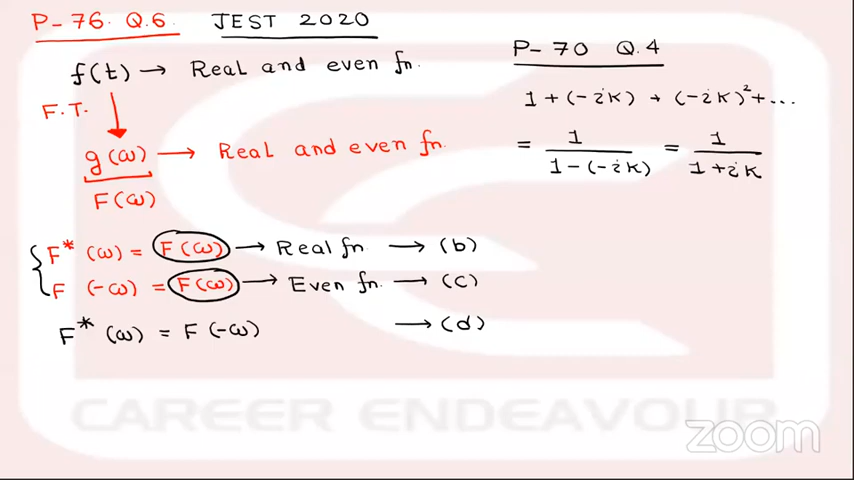 P-76. Q.6. JEST 2020
f(t) → Real and even fn.
F.T.
g(ω) → Real and even fn.
F(ω)
F*(ω) = F(ω) → Real fn. → (b)
F(-ω) = F(ω) → Even fn. → (c)
F*(ω) = F(-ω) → (d)
P-70 Q.4
1 + (-ik) + (-ik)² + ...
= 1/(1-(-ik)) = 1/(1+ik)
CAREER ENDEAVOUR
zoom